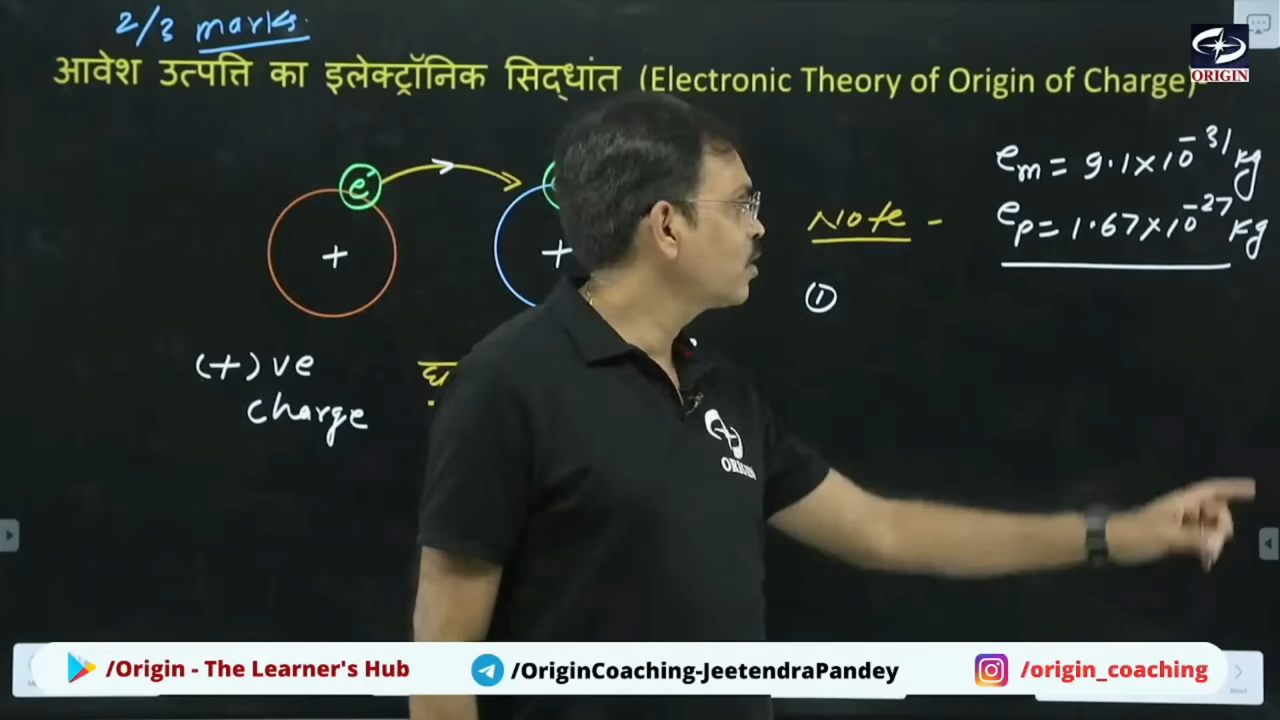 2/3 marks.
ORIGIN
आवेश उत्पत्ति का इलेक्ट्रॉनिक सिद्धांत (Electronic Theory of Origin of Charge)-
em = 9.1×10⁻³¹ kg
ep = 1.67×10⁻²⁷ kg
e
+
+
Note -
①
(+)ve
charge
ORIGIN
/Origin - The Learner's Hub
/OriginCoaching-JeetendraPandey
/origin_coaching